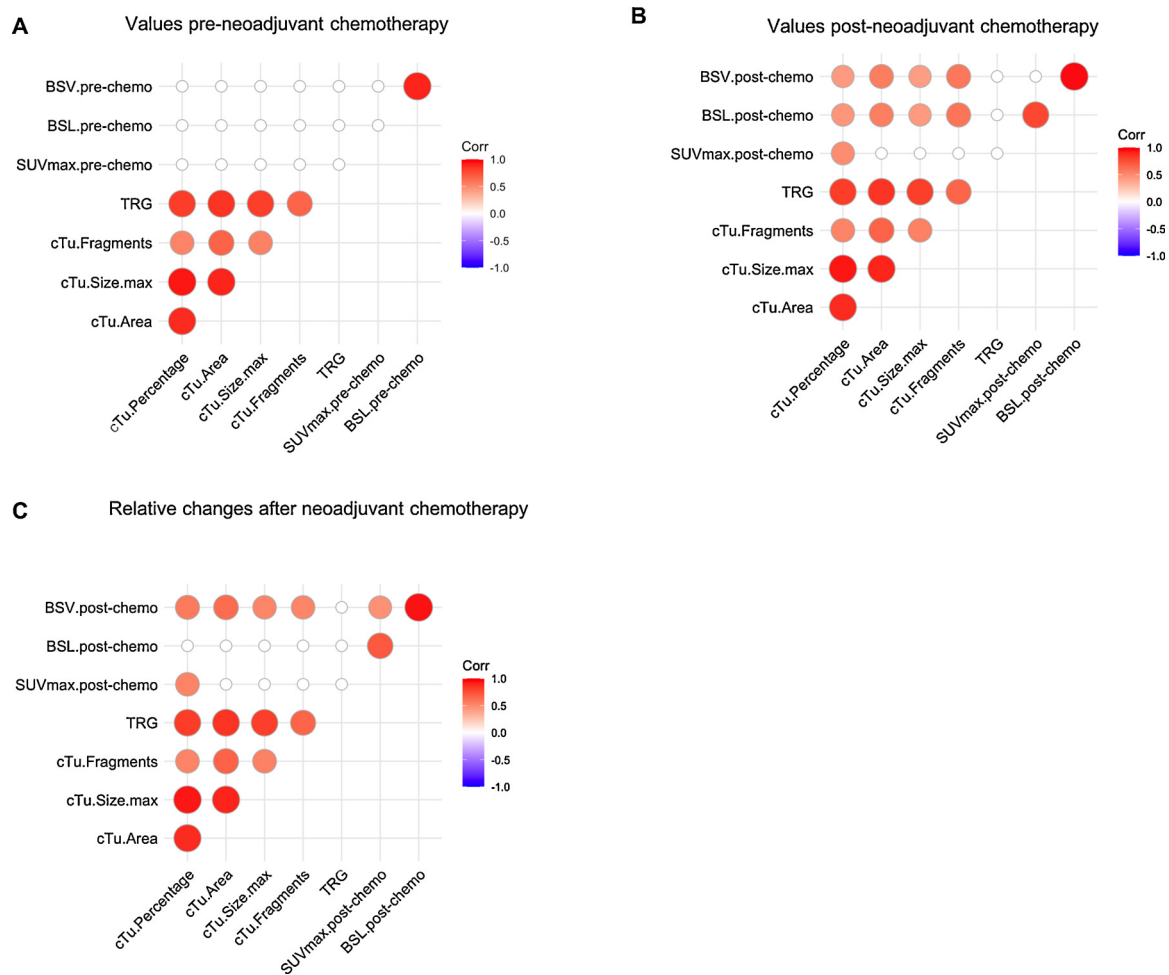 A
Values pre-neoadjuvant chemotherapy
BSV.pre-chemo
BSL.pre-chemo
SUVmax.pre-chemo
TRG
cTu.Fragments
cTu.Size.max
cTu.Area
cTu.Percentage
cTu.Area
cTu.Size.max
cTu.Fragments
TRG
SUVmax.pre-chemo
BSL.pre-chemo
Corr
1.0
0.5
0.0
-0.5
-1.0
B
Values post-neoadjuvant chemotherapy
BSV.post-chemo
BSL.post-chemo
SUVmax.post-chemo
TRG
cTu.Fragments
cTu.Size.max
cTu.Area
cTu.Percentage
cTu.Area
cTu.Size.max
cTu.Fragments
TRG
SUVmax.post-chemo
BSL.post-chemo
Corr
1.0
0.5
0.0
-0.5
-1.0
C
Relative changes after neoadjuvant chemotherapy
BSV.post-chemo
BSL.post-chemo
SUVmax.post-chemo
TRG
cTu.Fragments
cTu.Size.max
cTu.Area
cTu.Percentage
cTu.Area
cTu.Size.max
cTu.Fragments
TRG
SUVmax.post-chemo
BSL.post-chemo
Corr
1.0
0.5
0.0
-0.5
-1.0